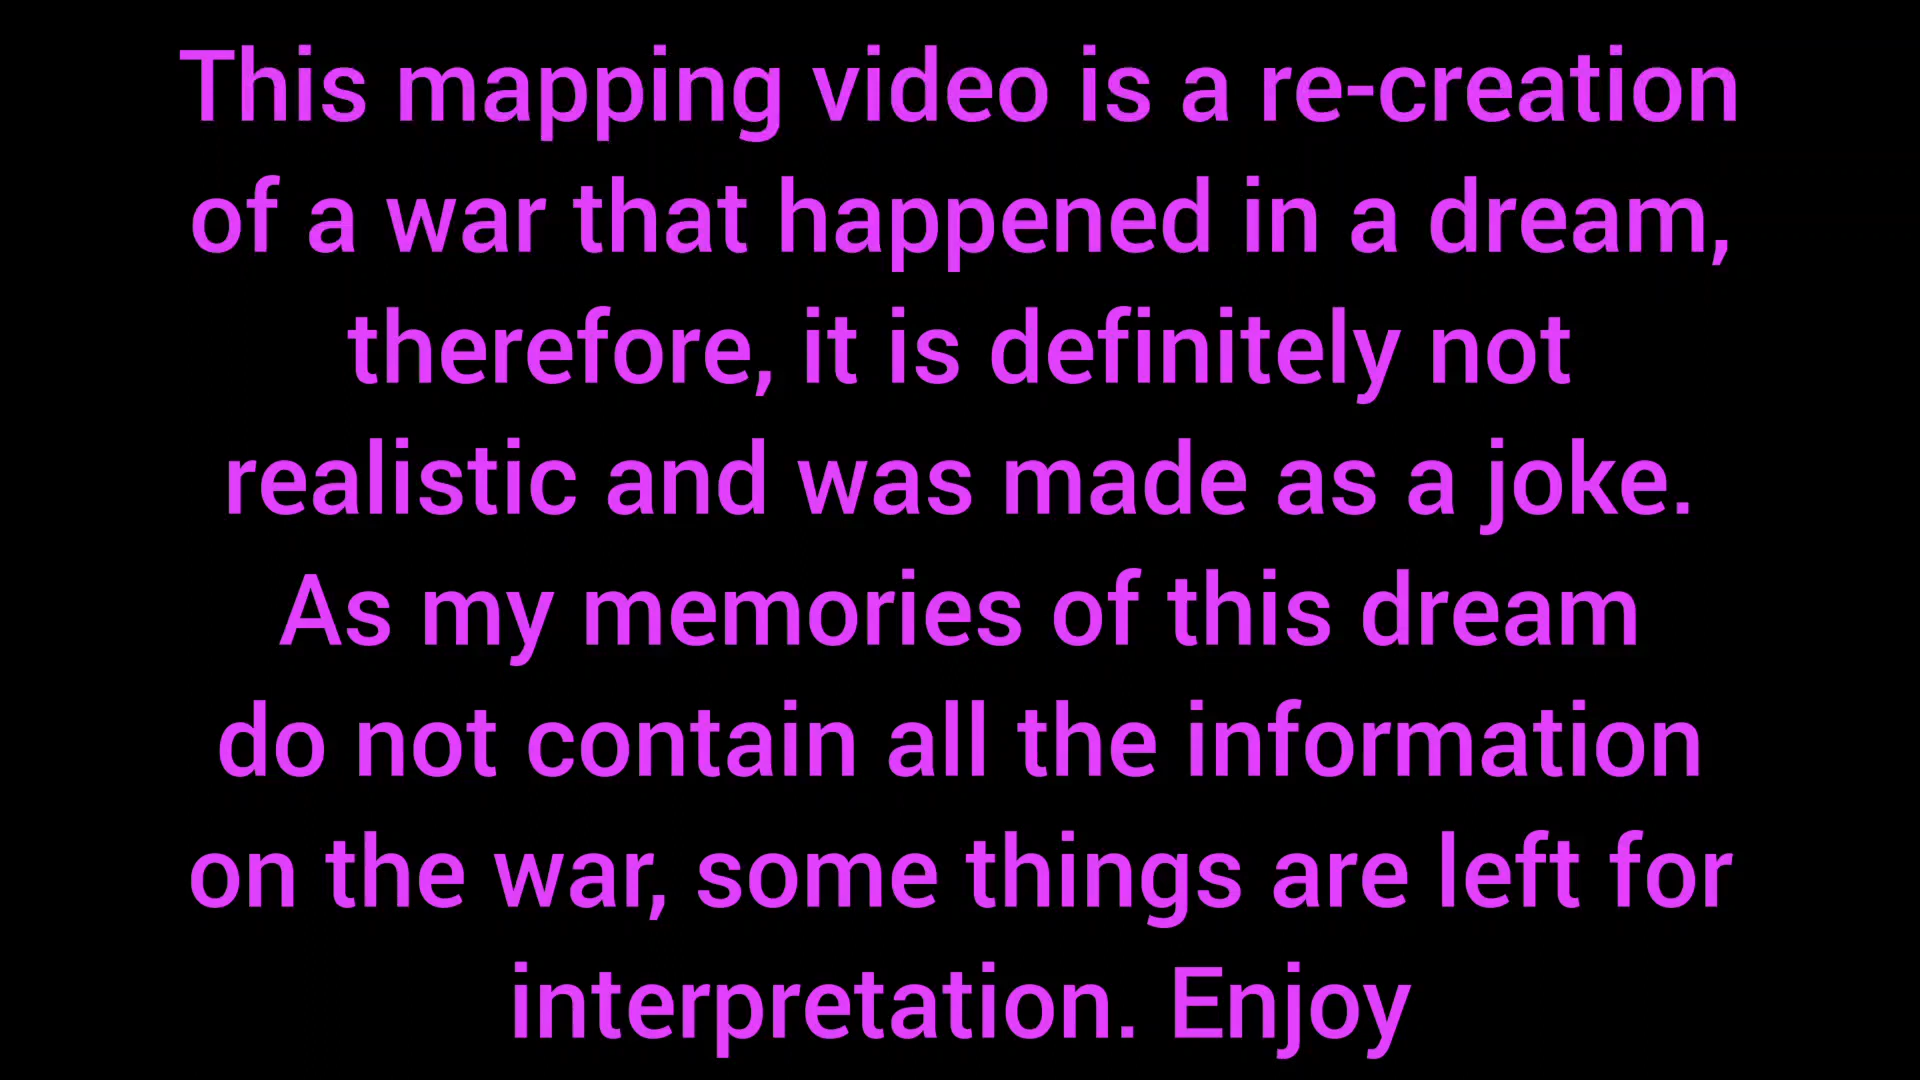 This mapping video is a re-creation
of a war that happened in a dream,
therefore, it is definitely not
realistic and was made as a joke.
As my memories of this dream
do not contain all the information
on the war, some things are left for
interpretation. Enjoy